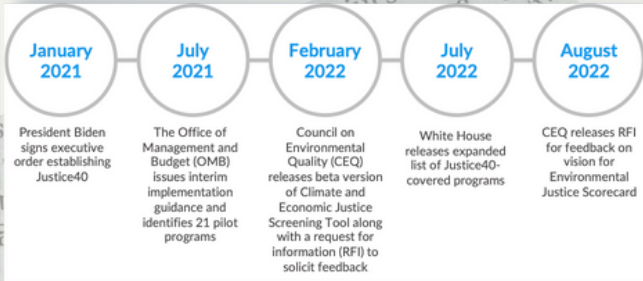 January
2021
July
2021
February
2022
July
2022
August
2022
President Biden
signs executive
order establishing
Justice40
The Office of
Management and
Budget (OMB)
issues interim
implementation
guidance and
identifies 21 pilot
programs
Council on
Environmental
Quality (CEQ)
releases beta version
of Climate and
Economic Justice
Screening Tool along
with a request for
information (RFI) to
solicit feedback
White House
releases expanded
list of Justice40-
covered programs
CEQ releases RFI
for feedback on
vision for
Environmental
Justice Scorecard